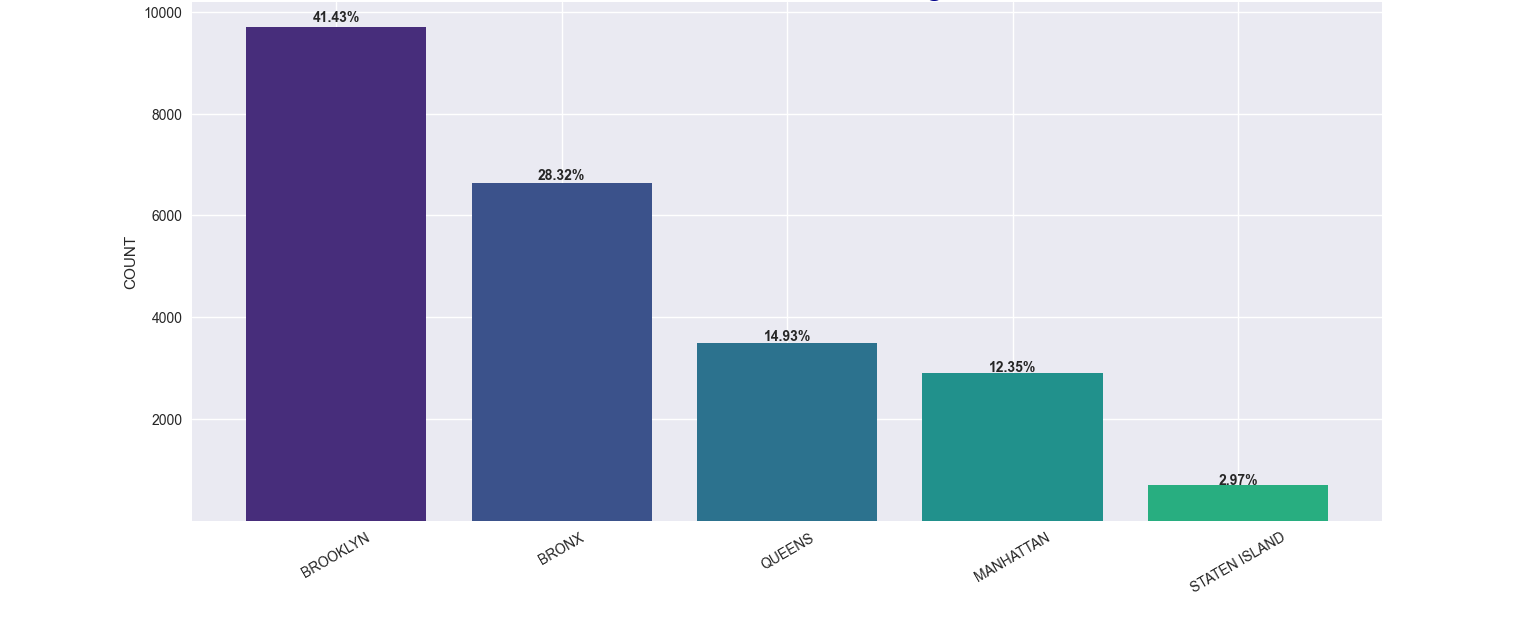 10000
8000
6000
4000
2000
COUNT
41.43%
28.32%
14.93%
12.35%
2.97%
BROOKLYN
BRONX
QUEENS
MANHATTAN
STATEN ISLAND